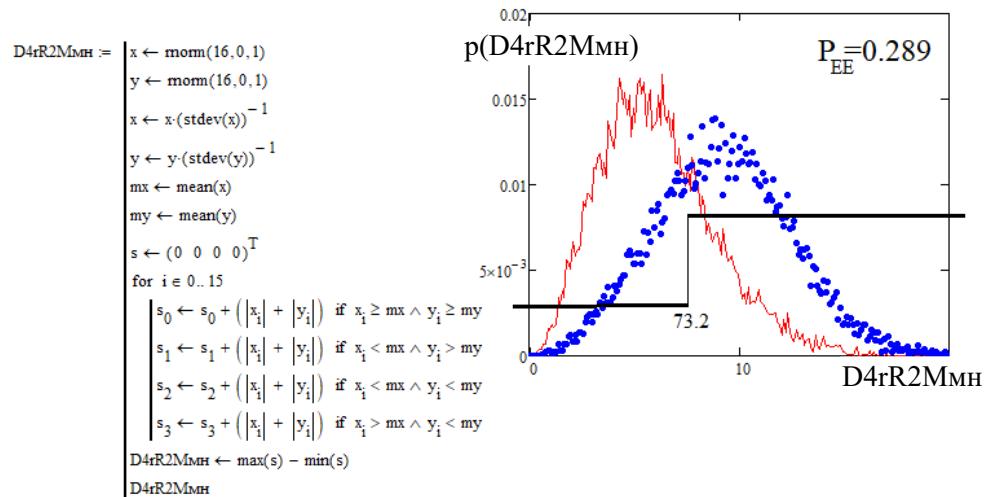 D4rR2Mмн :=
x ← rnorm(16,0,1)
y ← rnorm(16,0,1)
x ← x·(stdev(x))⁻¹
y ← y·(stdev(y))⁻¹
mx ← mean(x)
my ← mean(y)
s ← (0 0 0 0)ᵀ
for i ∈ 0..15
s₀ ← s₀ + (|xᵢ| + |yᵢ|) if xᵢ ≥ mx ∧ yᵢ ≥ my
s₁ ← s₁ + (|xᵢ| + |yᵢ|) if xᵢ < mx ∧ yᵢ > my
s₂ ← s₂ + (|xᵢ| + |yᵢ|) if xᵢ < mx ∧ yᵢ < my
s₃ ← s₃ + (|xᵢ| + |yᵢ|) if xᵢ > mx ∧ yᵢ < my
D4rR2Mмн ← max(s) − min(s)
D4rR2Mмн
0.02
p(D4rR2Mмн)
P_EE=0.289
0.015
0.01
5×10⁻³
73.2
0
0
10
D4rR2Mмн